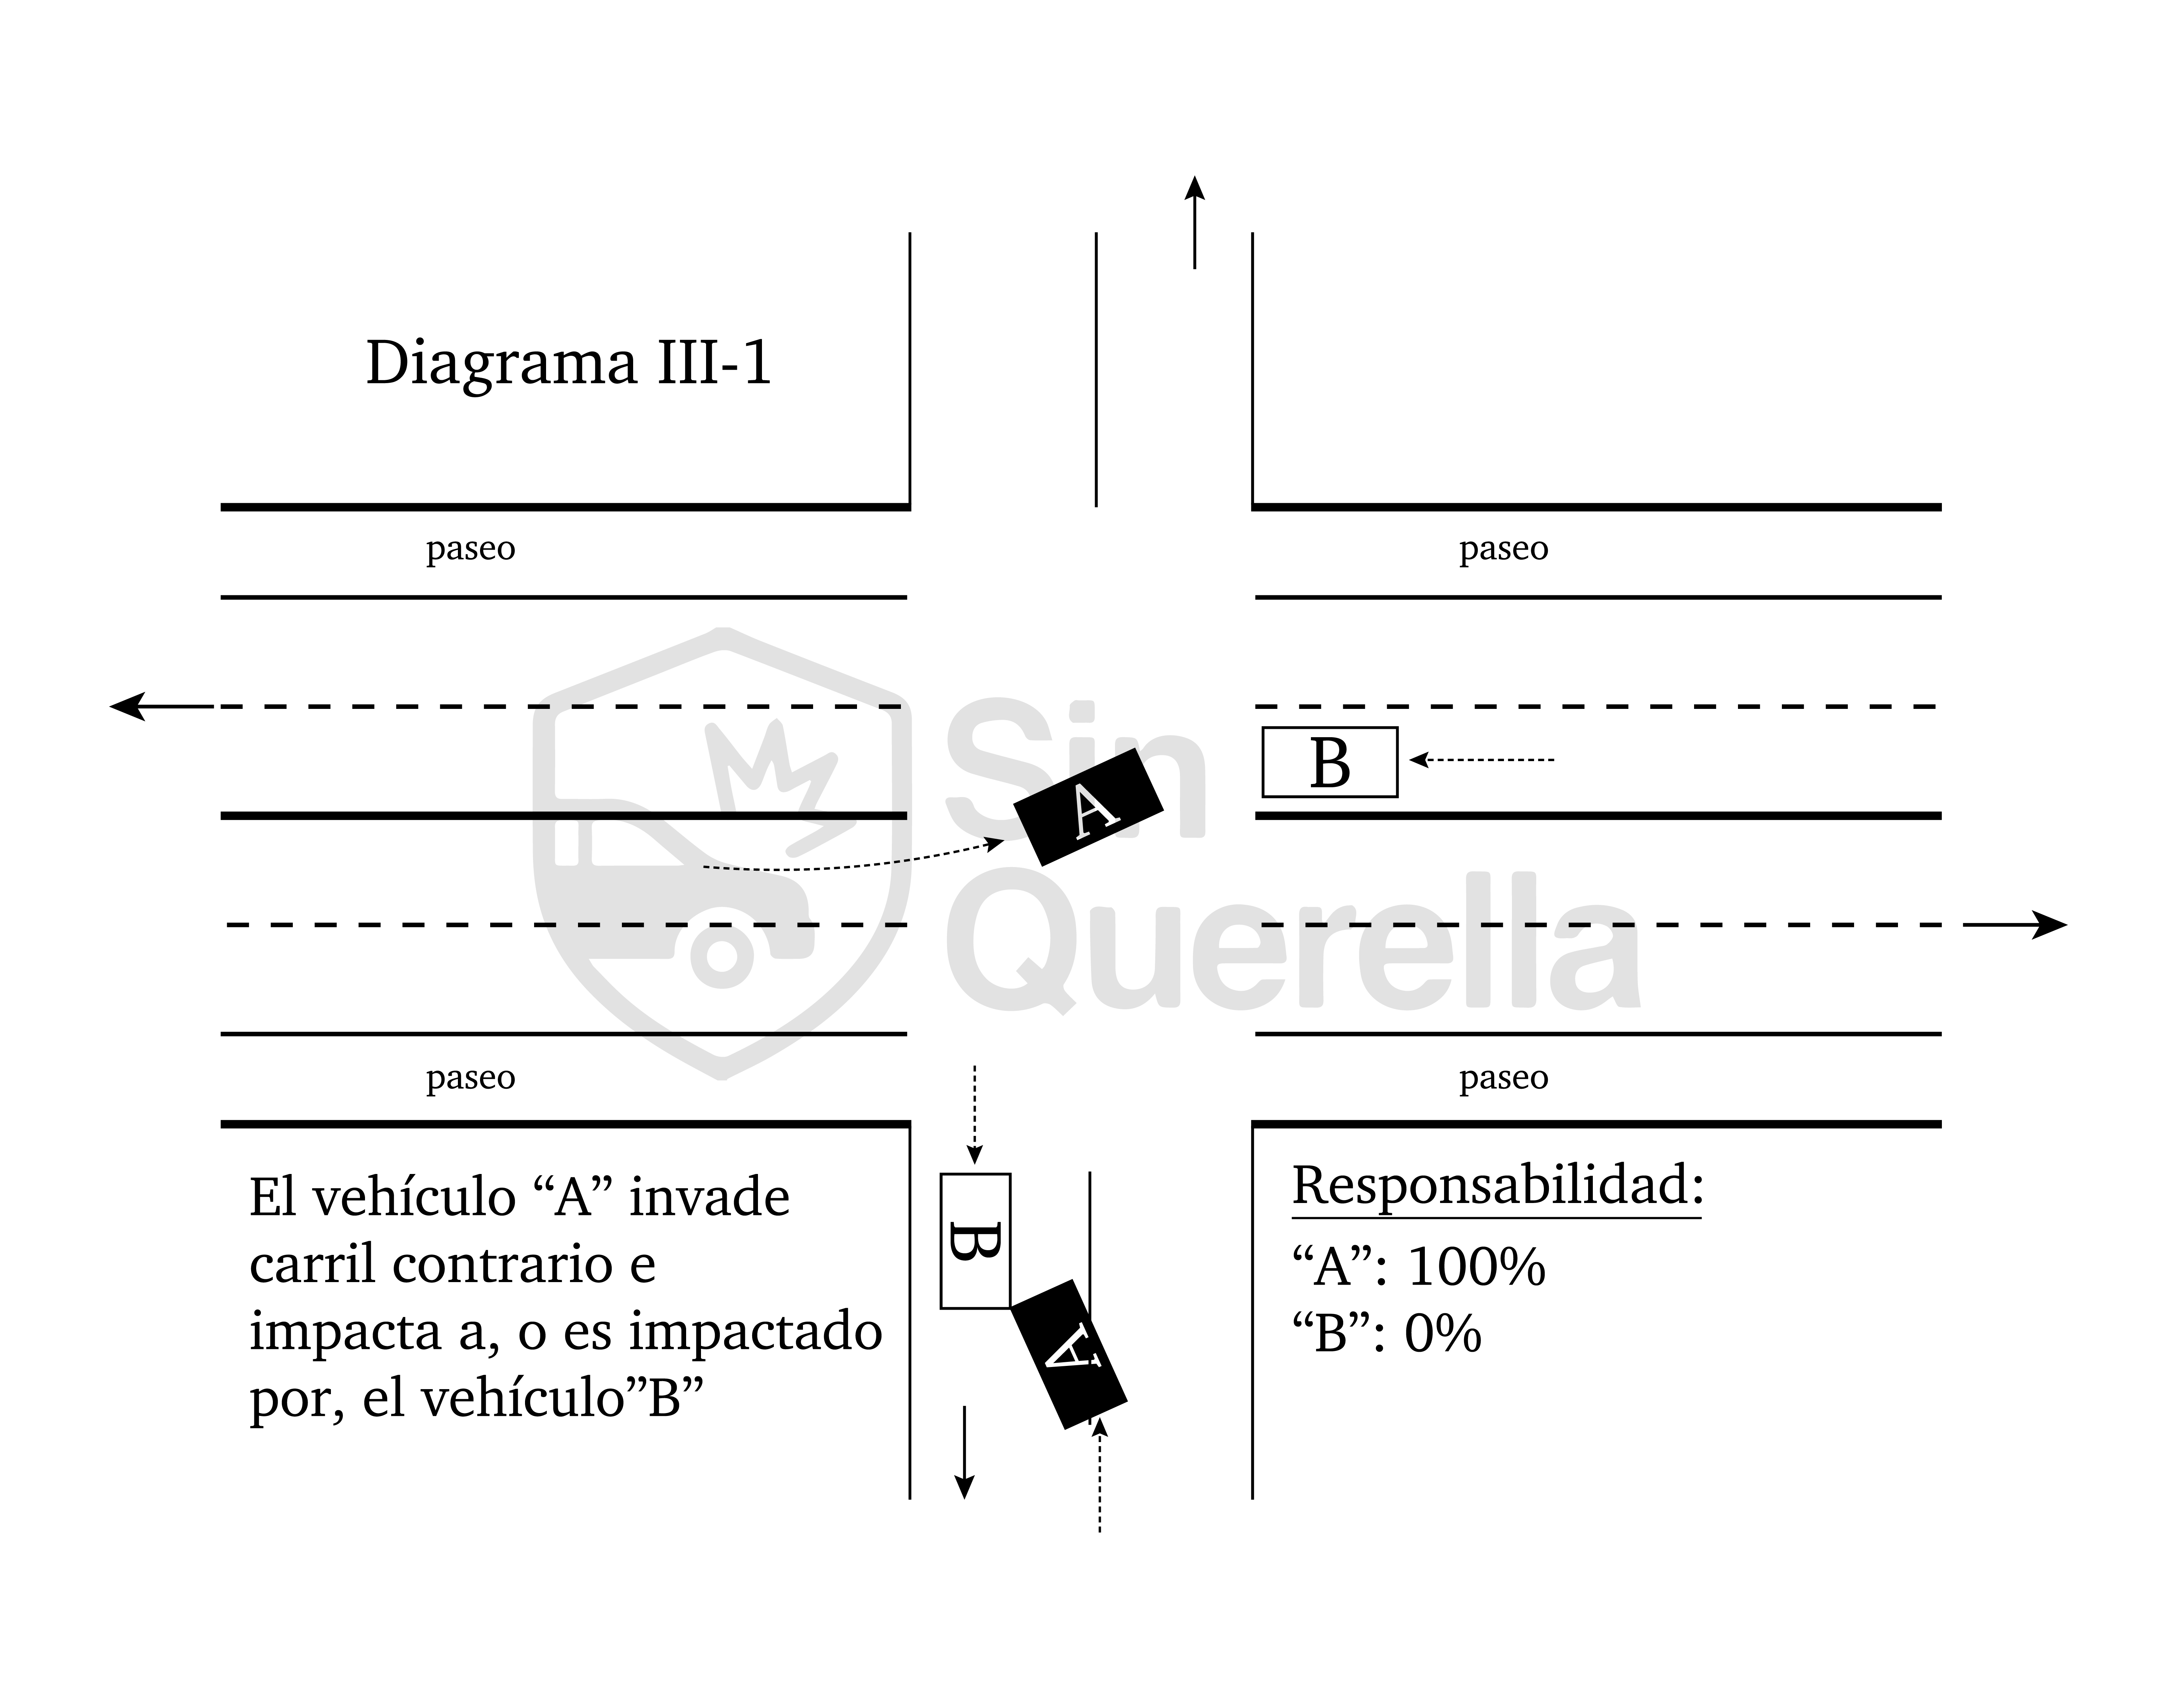 Diagrama III-1
paseo
paseo
Sin
B
A
Querella
paseo
paseo
El vehículo “A” invade
carril contrario e
impacta a, o es impactado
por, el vehículo”B”
B
A
Responsabilidad:
“A”: 100%
“B”: 0%